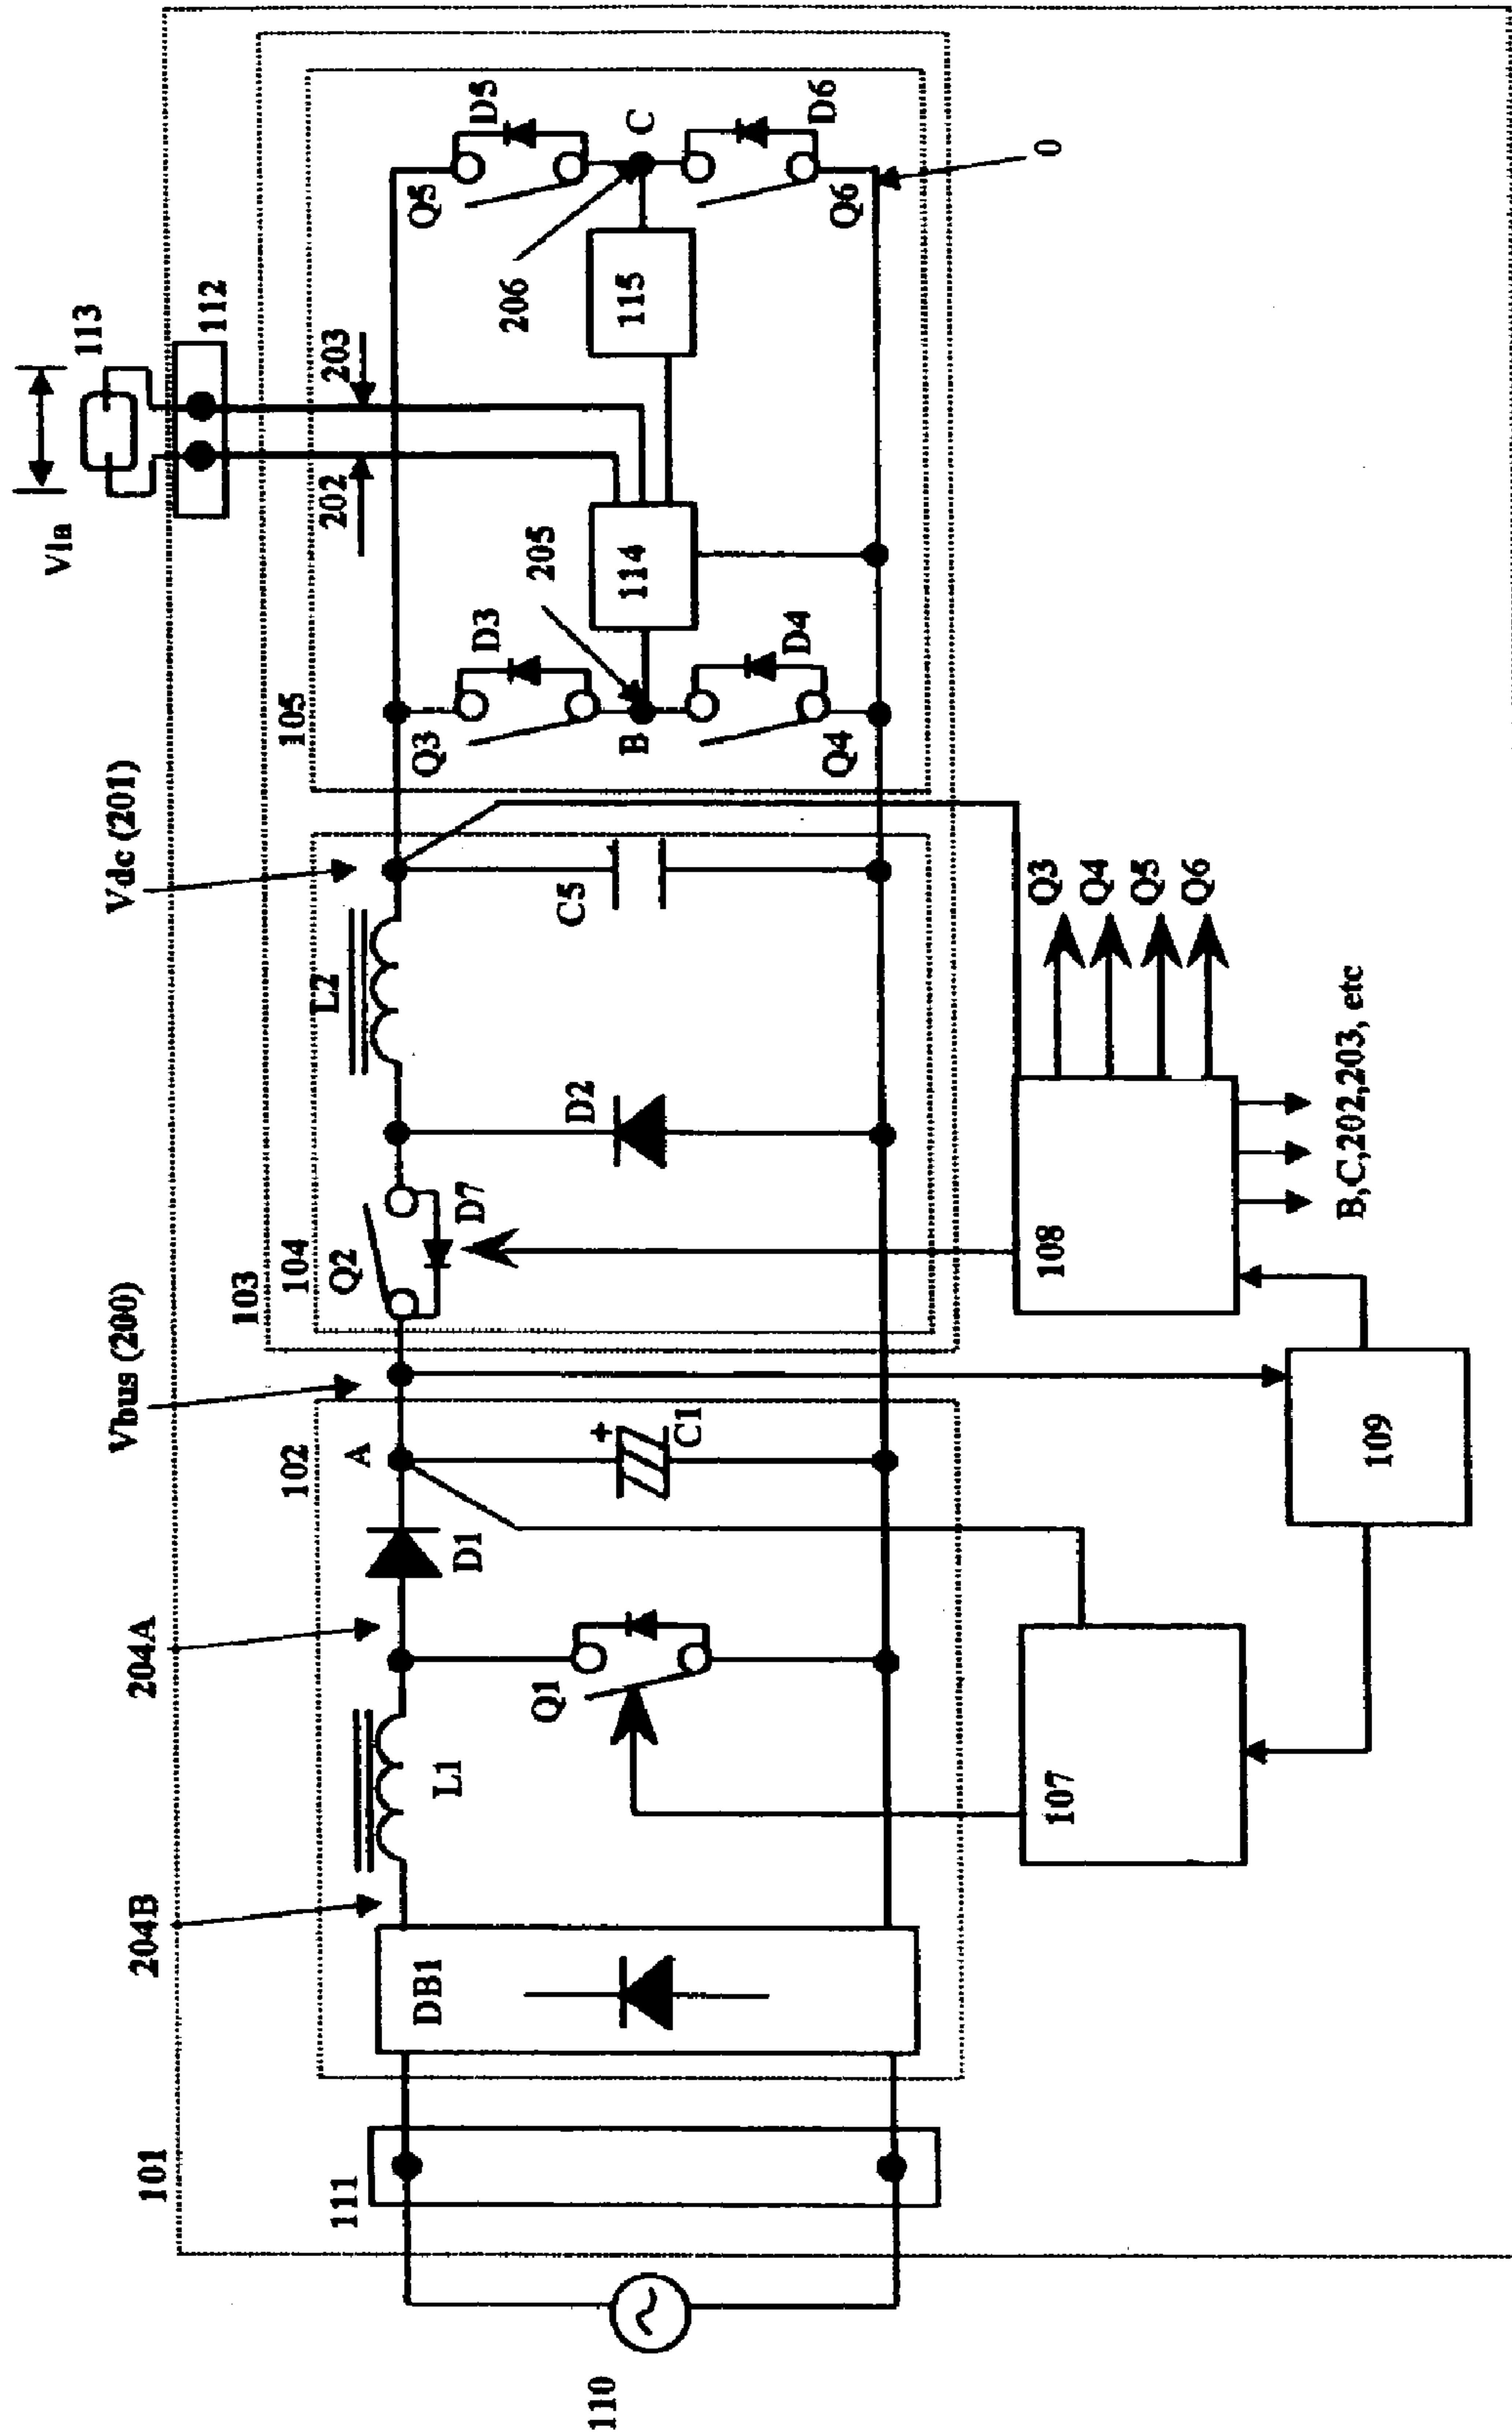 Vla
113
112
203
202
101
204B
204A
Vbus (200)
Vdc (201)
103
102
104
105
111
110
DB1
L1
Q1
D1
A
+
C1
Q2
D7
D2
L2
C5
Q3
D3
B
Q4
D4
205
114
115
206
Q5
D5
C
Q6
D6
0
107
109
108
Q3
Q4
Q5
Q6
B,C,202,203, etc